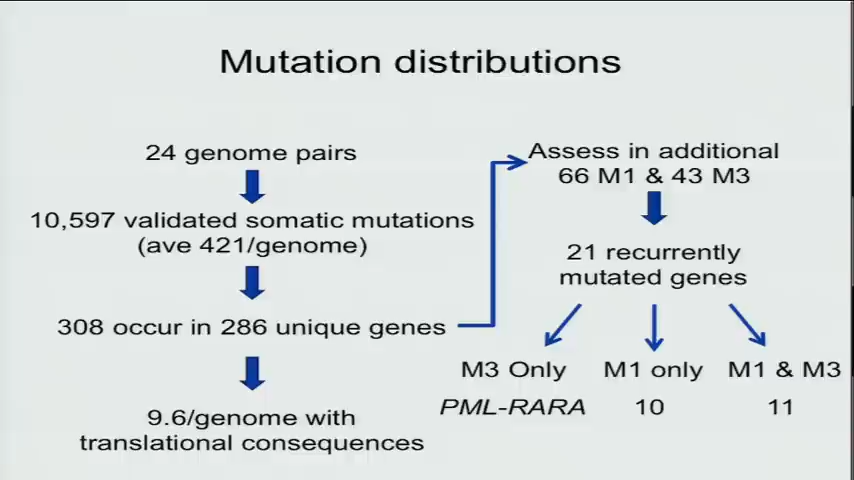 Mutation distributions
24 genome pairs
10,597 validated somatic mutations
(ave 421/genome)
308 occur in 286 unique genes
9.6/genome with
translational consequences
Assess in additional
66 M1 & 43 M3
21 recurrently
mutated genes
M3 Only
PML-RARA
M1 only
10
M1 & M3
11